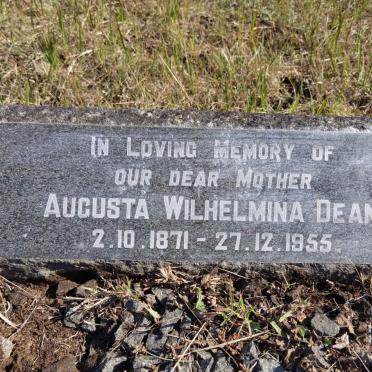 In Loving Memory of
our dear Mother
Augusta Wilhelmina Dean
2.10.1871 - 27.12.1955.